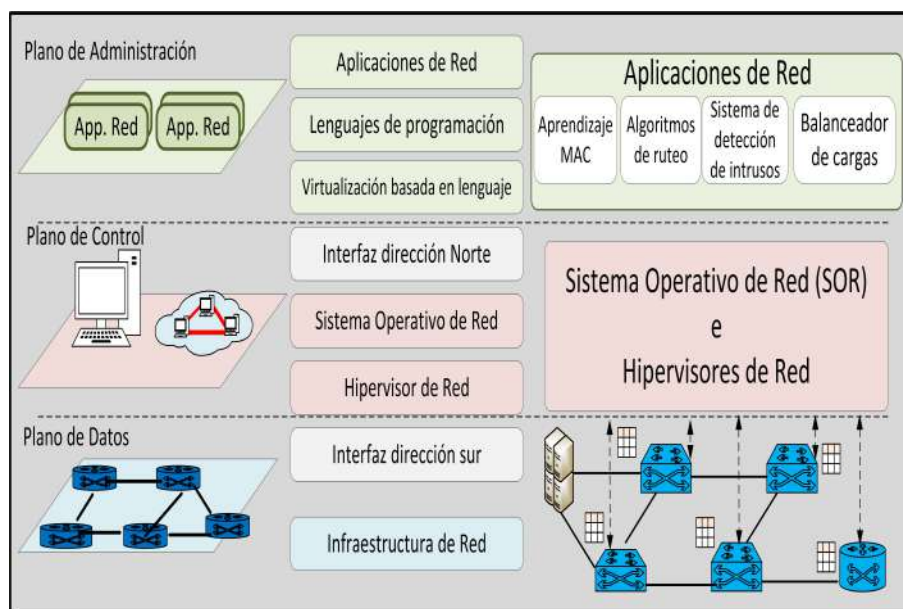 Plano de Administración
App. Red
App. Red
Aplicaciones de Red
Lenguajes de programación
Virtualización basada en lenguaje
Aplicaciones de Red
Aprendizaje
MAC
Algoritmos
de ruteo
Sistema de
detección
de intrusos
Balanceador
de cargas
Plano de Control
Interfaz dirección Norte
Sistema Operativo de Red
Hipervisor de Red
Sistema Operativo de Red (SOR)
e
Hipervisores de Red
Plano de Datos
Interfaz dirección sur
Infraestructura de Red